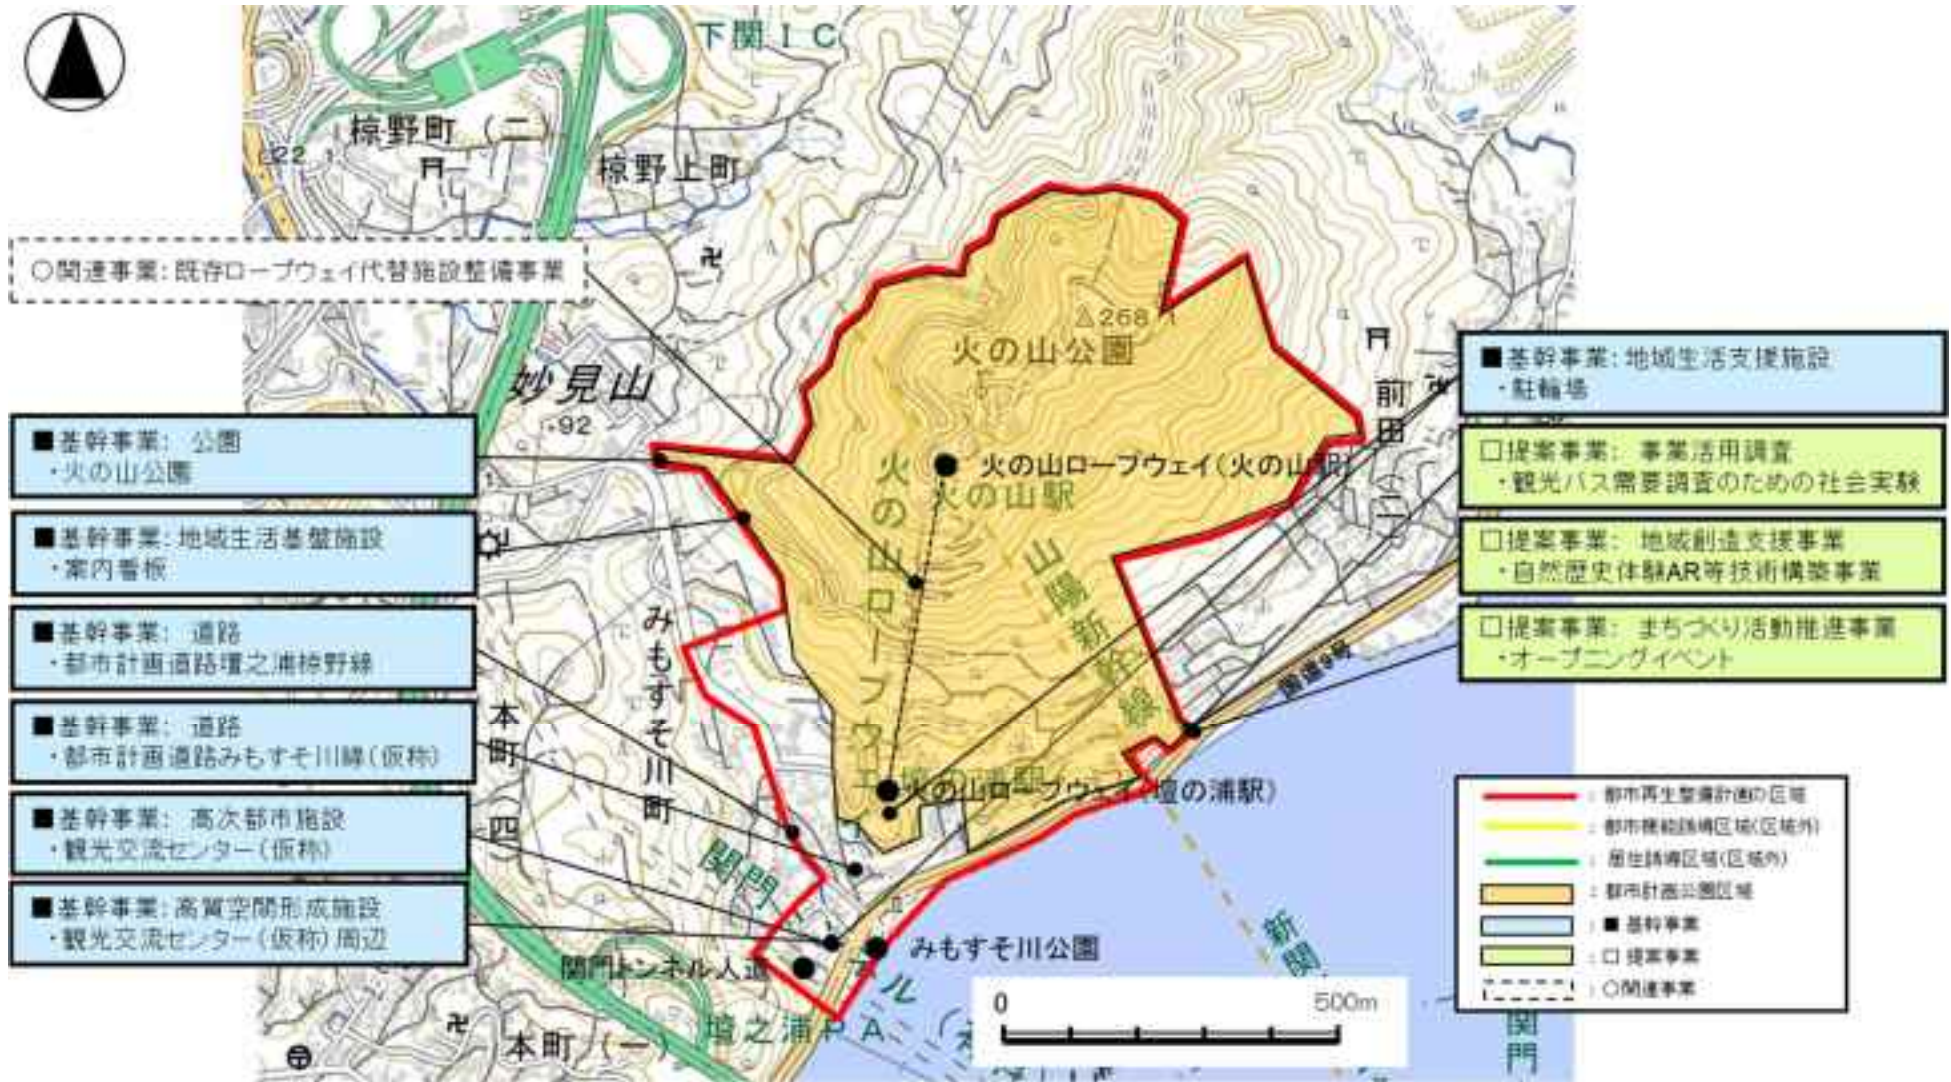 下関IC
椋野町(二)
22
椋野上町
○関連事業:既存ロープウェイ代替施設整備事業
△268
火の山公園
妙見山
・92
前田(二)
■基幹事業: 公園
・火の山公園
■基幹事業:地域生活基盤施設
・案内看板
■基幹事業: 道路
・都市計画道路壇之浦椋野線
■基幹事業: 道路
・都市計画道路みもすそ川線(仮称)
■基幹事業: 高次都市施設
・観光交流センター(仮称)
■基幹事業:高質空間形成施設
・観光交流センター(仮称)周辺
■基幹事業:地域生活支援施設
・駐輪場
□提案事業: 事業活用調査
・観光バス需要調査のための社会実験
□提案事業: 地域創造支援事業
・自然歴史体験AR等技術構築事業
□提案事業: まちづくり活動推進事業
・オープニングイベント
火の山ロープウェイ(火の山駅)
火の山駅
火の山ロープウェイ
山陽新幹線
国道9号
みもすそ川町
本町
四
火の山ロープウェイ(壇の浦駅)
壇の浦駅
関門
みもすそ川公園
関門トンネル人道
ル
壇之浦PA
本町(一)
新関
関門
0 500m
:都市再生整備計画の区域
:都市機能誘導区域(区域外)
:居住誘導区域(区域外)
:都市計画公園区域
:■ 基幹事業
:□ 提案事業
:○関連事業